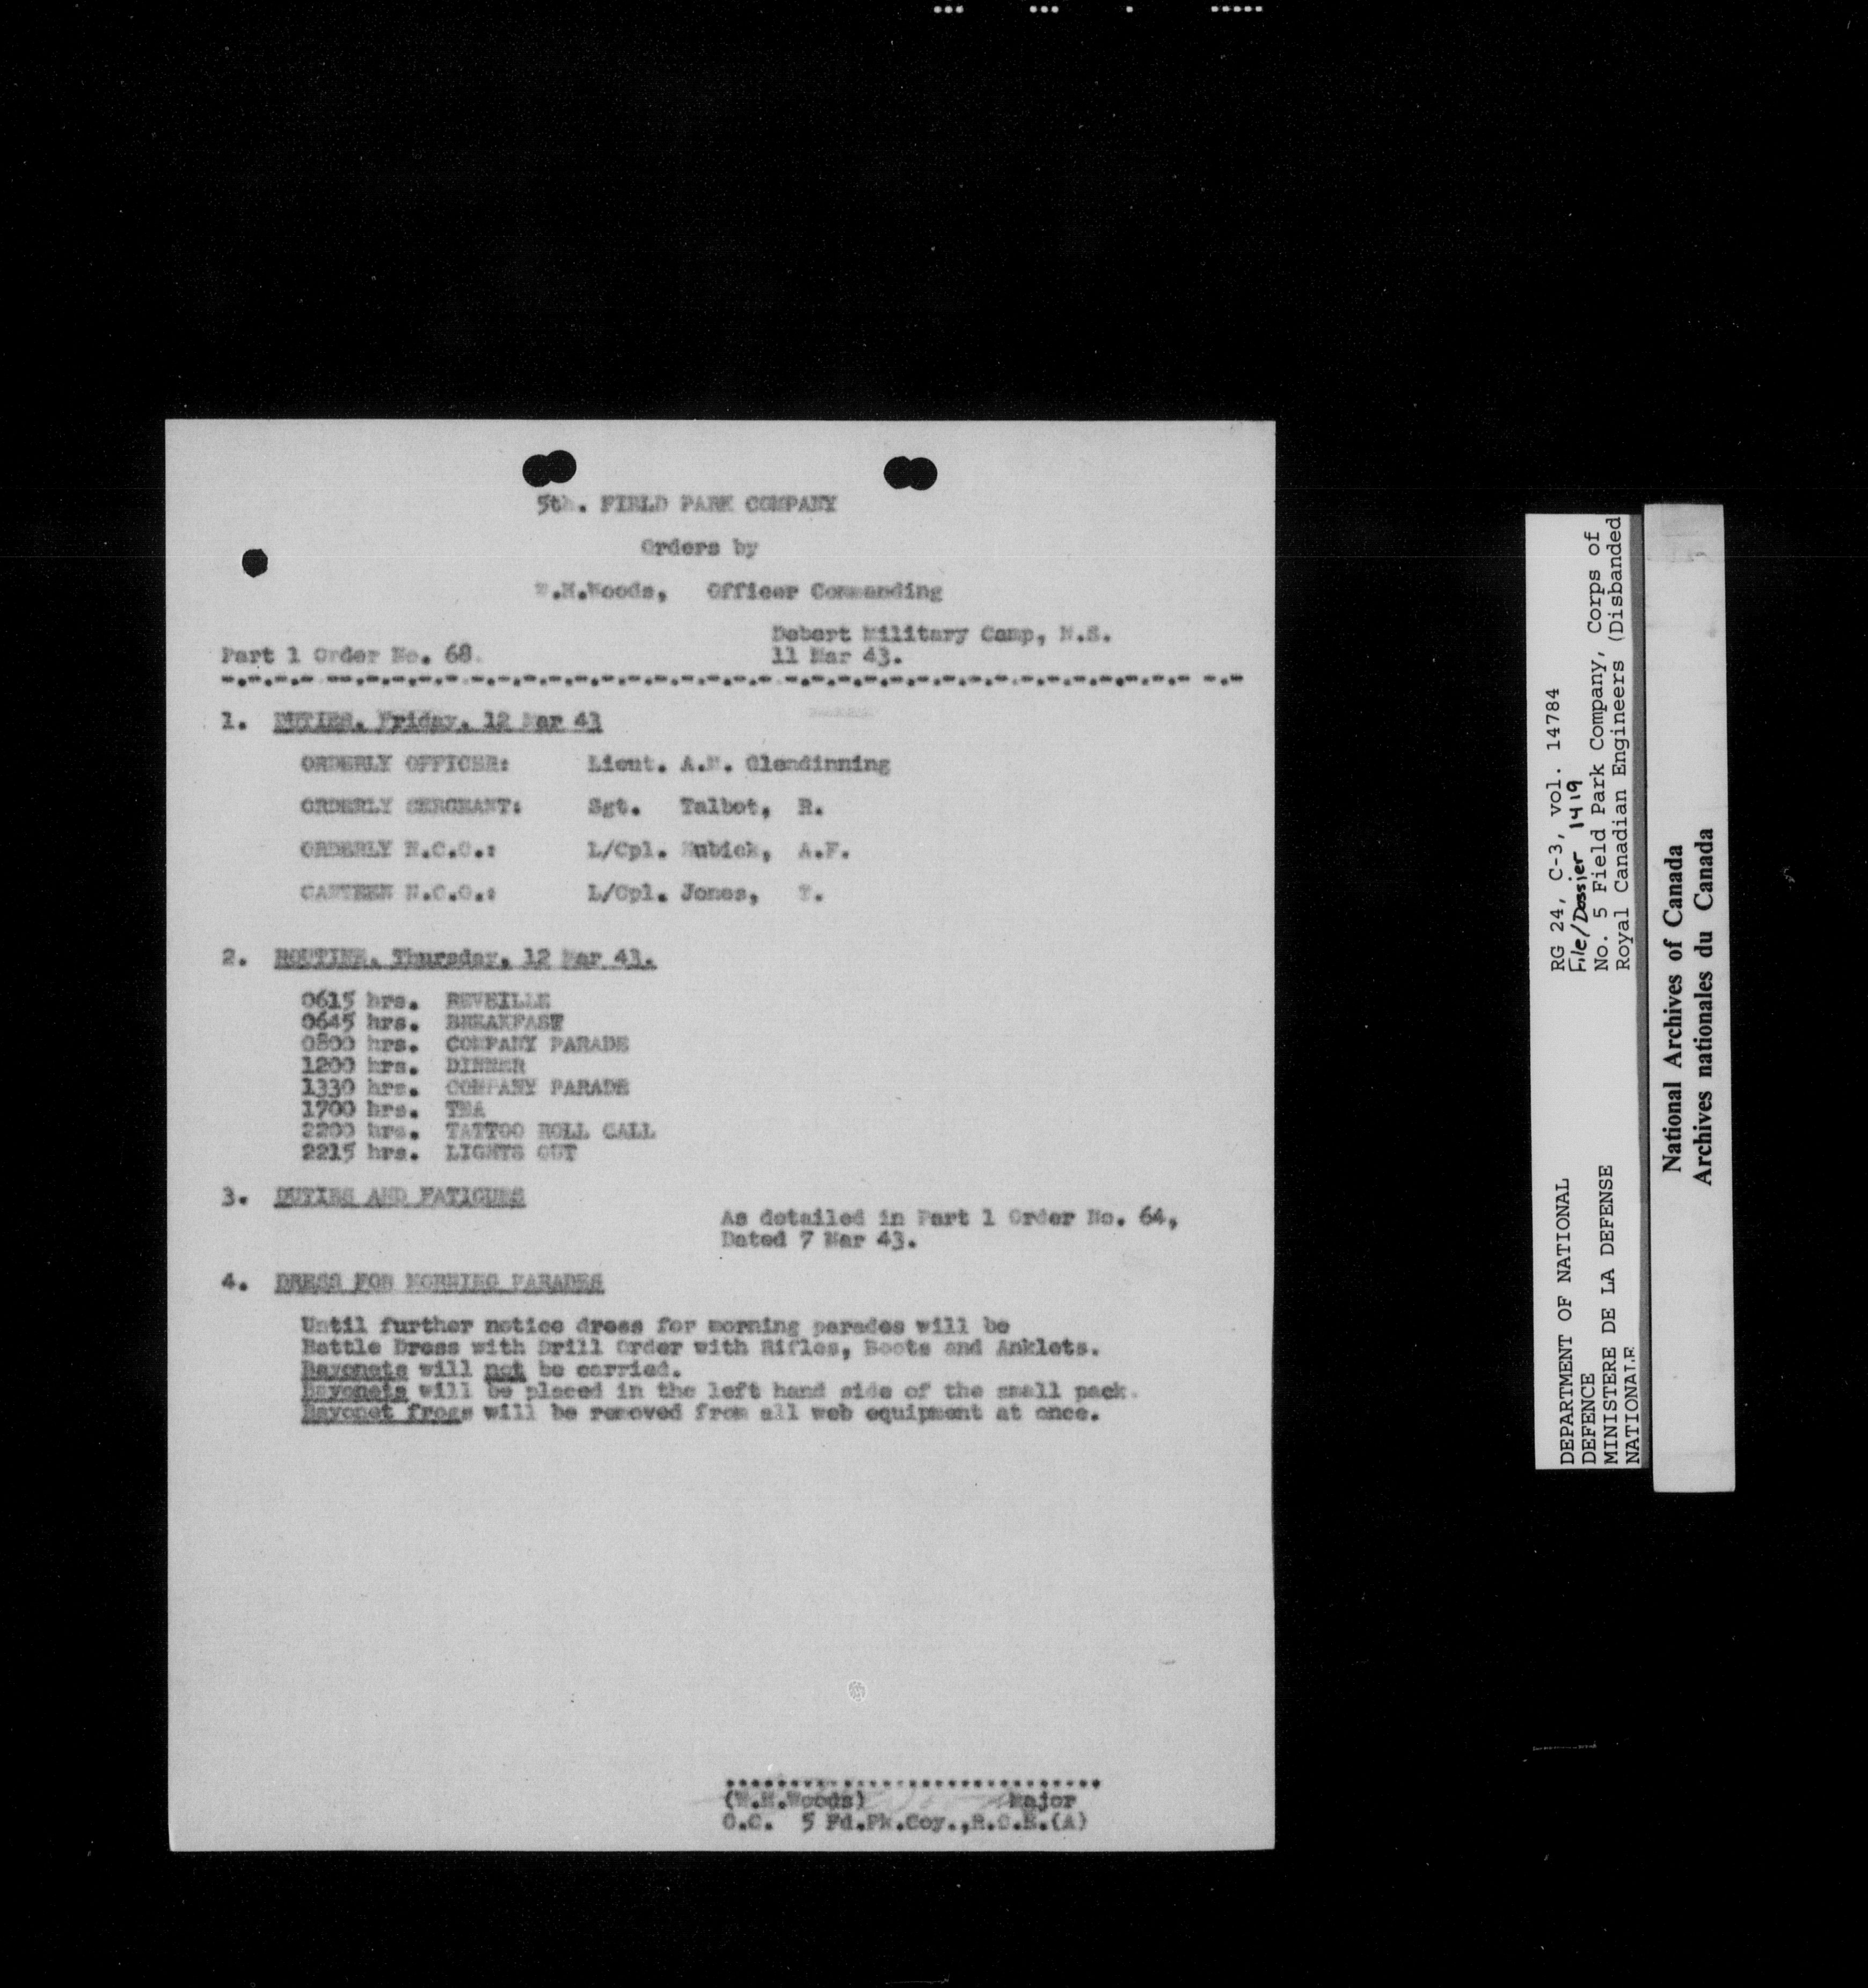 5th. FIELD PARK COMPANY
Orders by
W.M.Woods, Officer Commanding
Debert Military Camp, N.S.
Part 1 Order No. 68. 11 Mar 43.
1. DUTIES. Friday. 12 Mar 43
ORDERLY OFFICER: Lieut. A.N. Glendinning
ORDERLY SERGEANT: Sgt. Talbot, R.
ORDERLY N.C.O.: L/Cpl. A.F.
CANTEEN N.C.O.: L/Cpl. Jones, T.
2. ROUTINE. Thursday. 12 Mar 43.
0615 hrs. REVEILLE
0645 hrs. BREAKFAST
0800 hrs. COMPANY PARADE
1200 hrs. DINNER
1330 hrs. COMPANY PARADE
1700 hrs. TEA
2200 hrs. TATTOO ROLL CALL
2215 hrs. LIGHTS OUT
3. DUTIES AND FATIGUES
As detailed in Part 1 Order No. 64,
Dated 7 Mar 43.
4. DRESS FOR MORNING PARADES
Until further notice dress for morning parades will be
Battle Dress with Drill Order with Rifles, Boots and Anklets.
Bayonets will not be carried.
Bayonets will be placed in the left hand side of the small pack.
Bayonet frogs will be removed from all web equipment at once.
(W.M.Woods) Major
O.C. 5 Fd.Pk.Coy.,R.C.E.(A)
RG 24, C-3, vol. 14784
File/Dossier 1419
No. 5 Field Park Company, Corps of
Royal Canadian Engineers (Disbanded
DEPARTMENT OF NATIONAL
DEFENCE
MINISTERE DE LA DEFENSE
NATIONALE
National Archives of Canada
Archives nationales du Canada